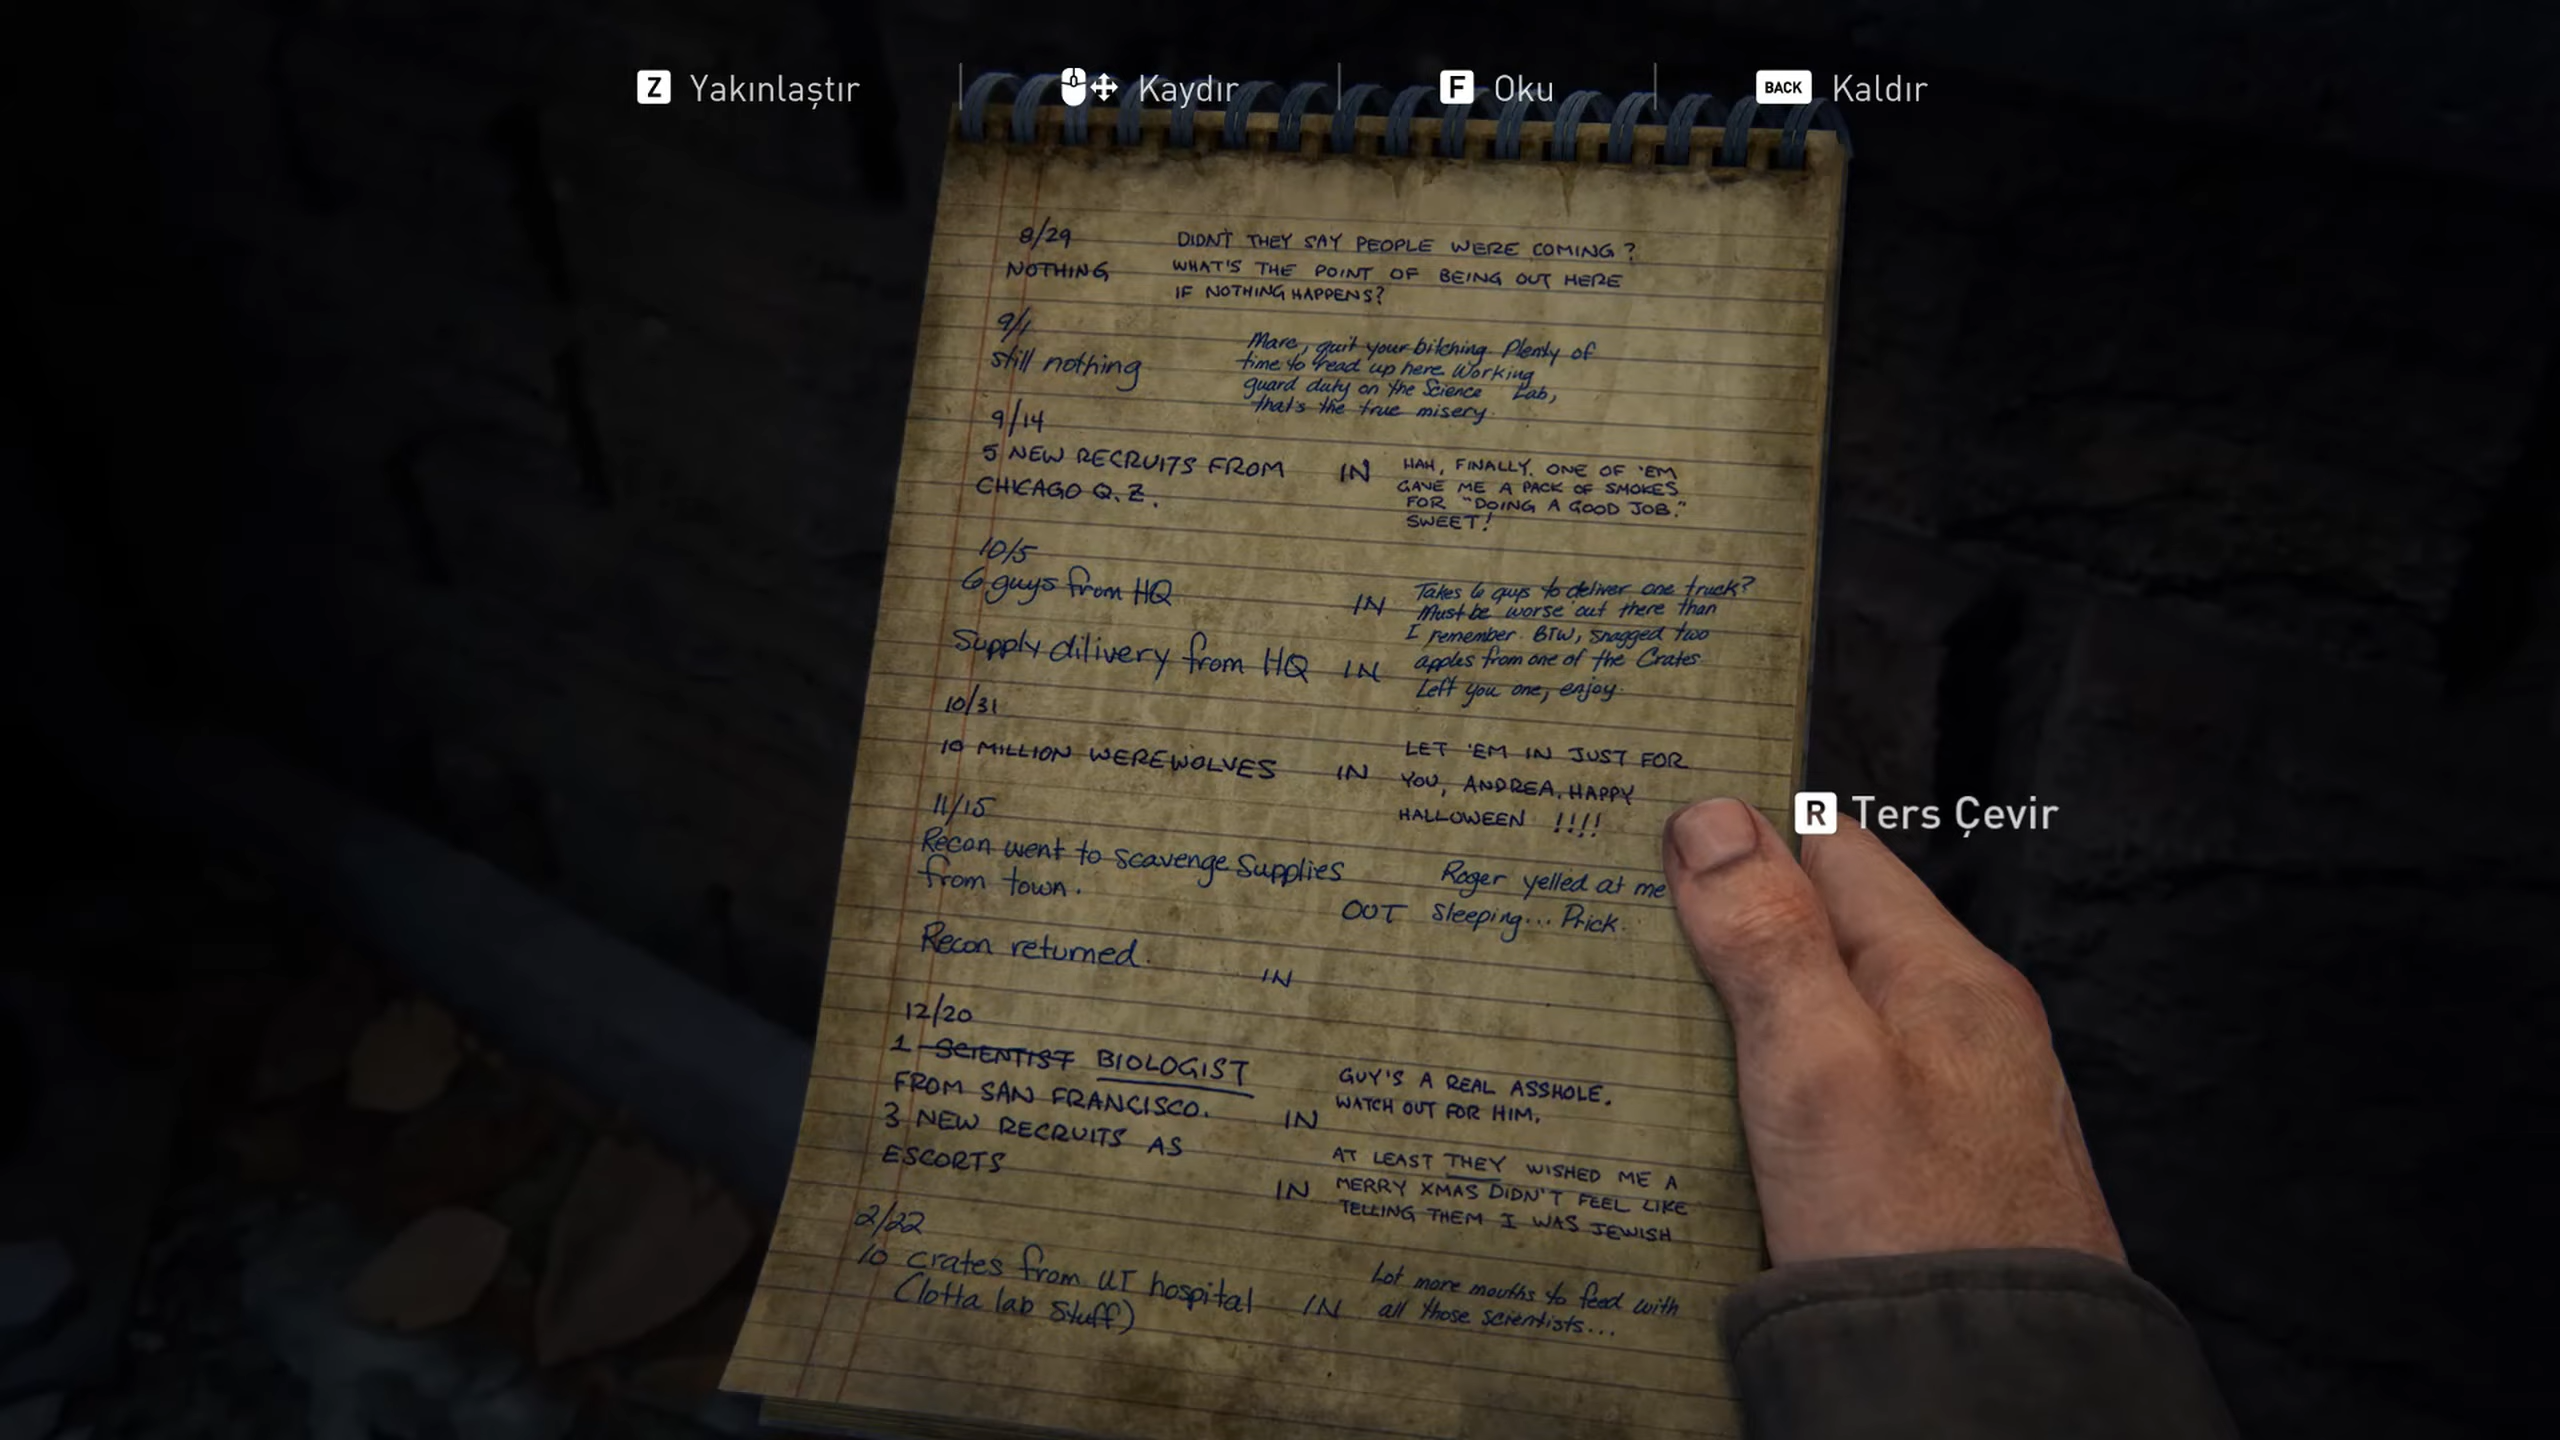 Z Yakınlaştır
Kaydır
F Oku
BACK Kaldır
8/29
NOTHING
DIDN'T THEY SAY PEOPLE WERE COMING?
WHAT'S THE POINT OF BEING OUT HERE
IF NOTHING HAPPENS?
9/1
still nothing
Marc, quit your bitching. Plenty of
time to read up here. Working
guard duty on the Science Lab,
that's the true misery.
9/14
5 NEW RECRUITS FROM
CHICAGO Q.Z.
IN
HAH, FINALLY. ONE OF 'EM
GAVE ME A PACK OF SMOKES
FOR "DOING A GOOD JOB."
SWEET!
10/5
6 guys from HQ
IN
Supply dilivery from HQ IN
Takes 6 guys to deliver one truck?
Must be worse out there than
I remember. BTW, snagged two
apples from one of the Crates
Left you one, enjoy.
10/31
10 MILLION WEREWOLVES IN
LET 'EM IN JUST FOR
YOU, ANDREA. HAPPY
HALLOWEEN !!!!
R Ters Çevir
11/15
Recon went to scavenge Supplies
from town.
OUT
Roger yelled at me
Sleeping... Prick.
Recon returned.
IN
12/20
1 SCIENTIST BIOLOGIST
FROM SAN FRANCISCO.
IN
GUY'S A REAL ASSHOLE.
WATCH OUT FOR HIM.
3 NEW RECRUITS AS
ESCORTS
IN
AT LEAST THEY WISHED ME A
MERRY XMAS DIDN'T FEEL LIKE
TELLING THEM I WAS JEWISH
2/22
10 crates from UT hospital
(lotta lab stuff)
IN
Lot more mouths to feed with
all those scientists...